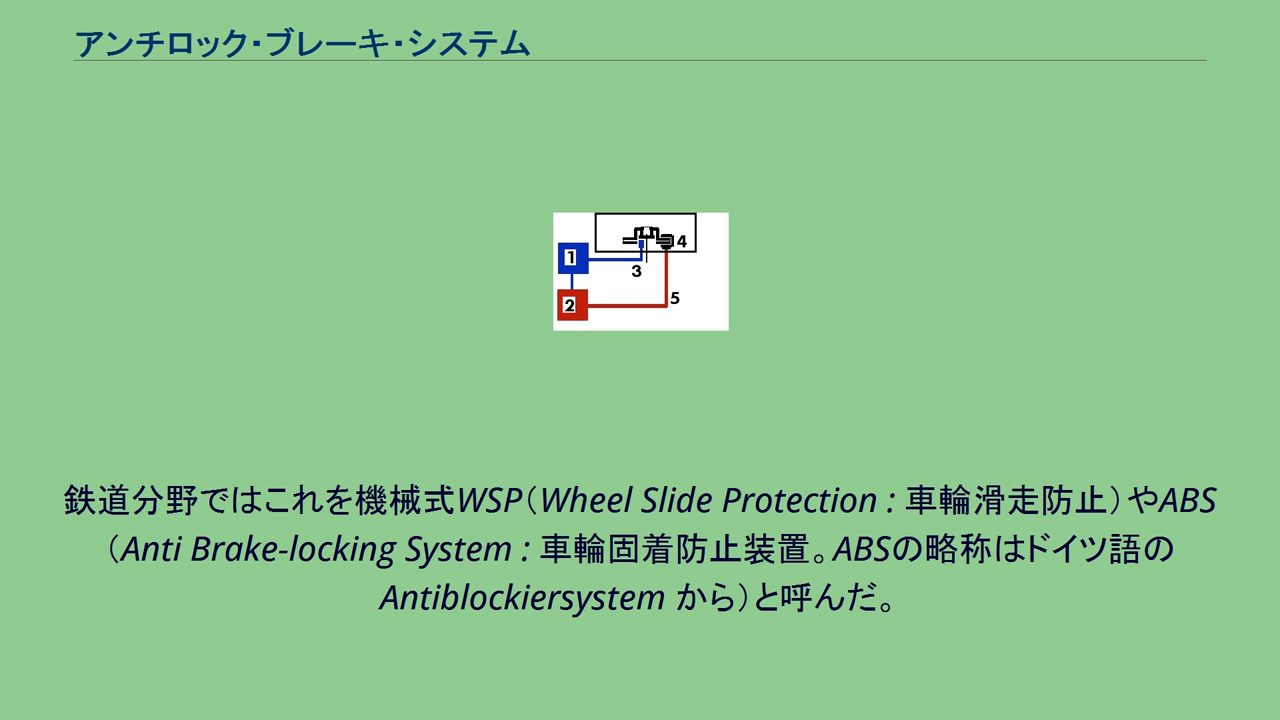 アンチロック・ブレーキ・システム
4
1
3
5
2
鉄道分野ではこれを機械式WSP（Wheel Slide Protection : 車輪滑走防止）やABS
（Anti Brake-locking System : 車輪固着防止装置。ABSの略称はドイツ語の
Antiblockiersystem から）と呼んだ。